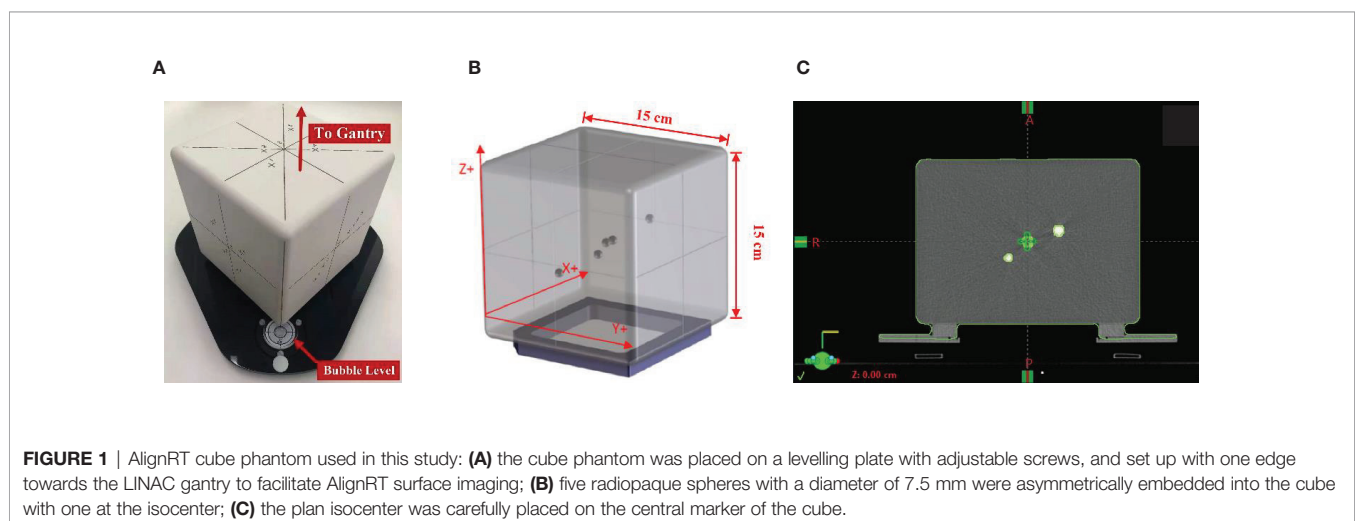 A
B
C
To Gantry
Bubble Level
15 cm
15 cm
Z+
X+
Y+
A
R
P
Z: 0.00 cm
FIGURE 1 | AlignRT cube phantom used in this study: (A) the cube phantom was placed on a levelling plate with adjustable screws, and set up with one edge
towards the LINAC gantry to facilitate AlignRT surface imaging; (B) five radiopaque spheres with a diameter of 7.5 mm were asymmetrically embedded into the cube
with one at the isocenter; (C) the plan isocenter was carefully placed on the central marker of the cube.